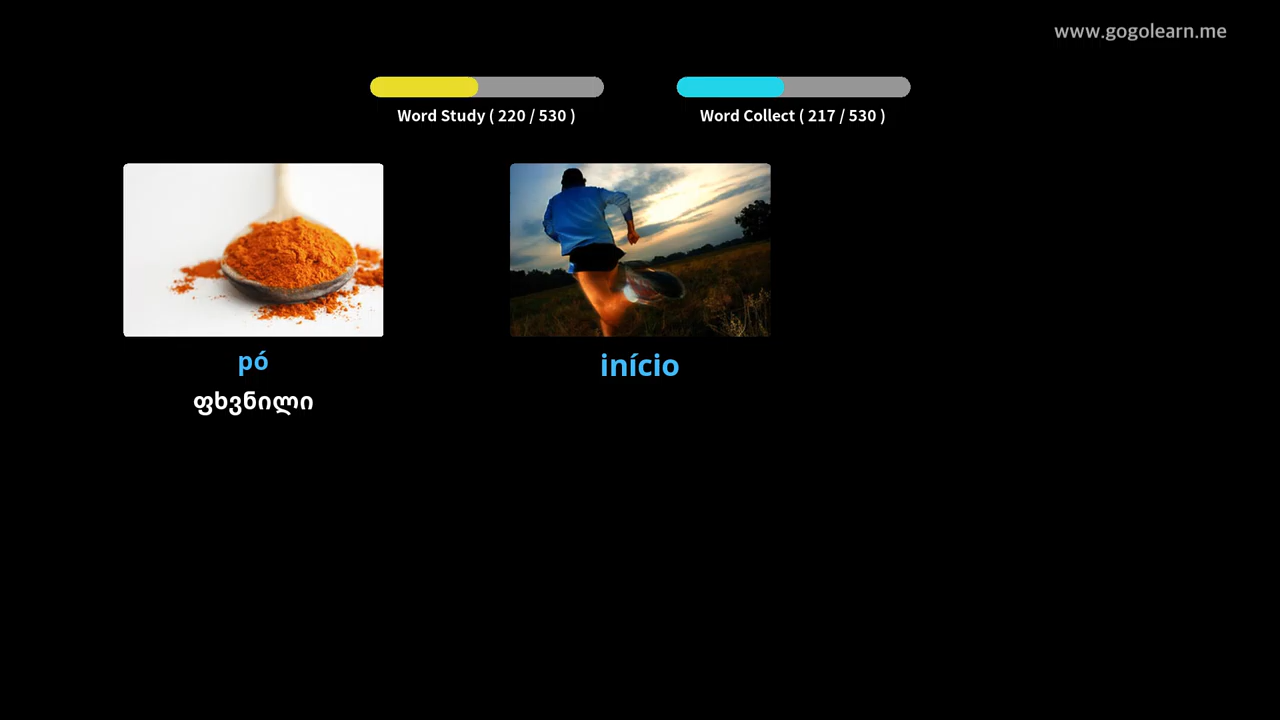 www.gogolearn.me
Word Study ( 220 / 530 )
Word Collect ( 217 / 530 )
pó
ფხვნილი
início